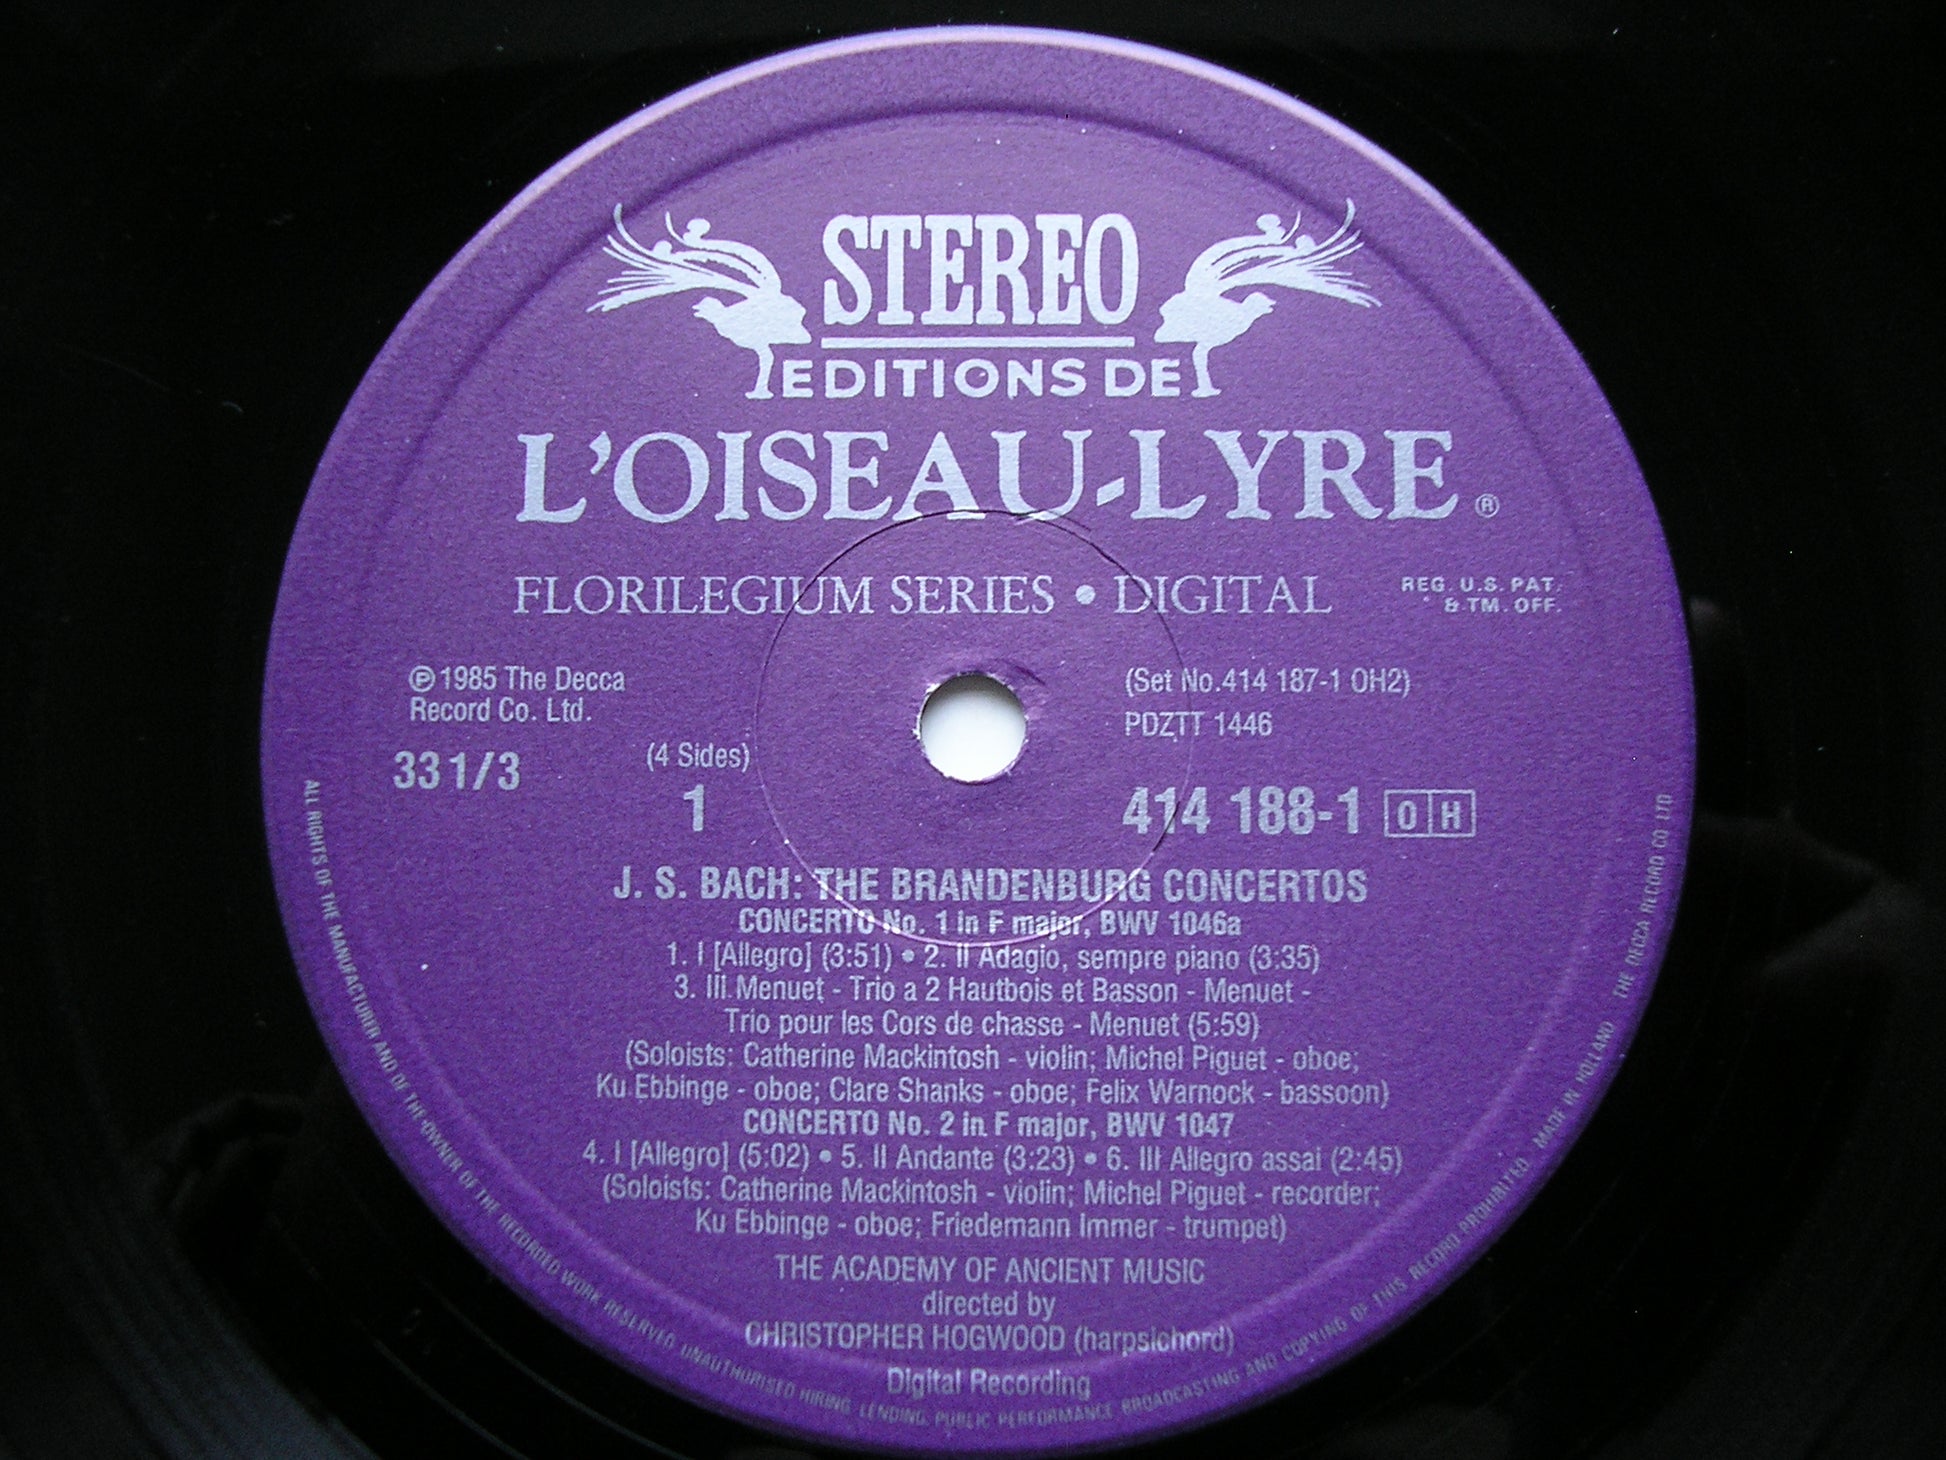 STEREO
EDITIONS DE
L'OISEAU-LYRE ®
FLORILEGIUM SERIES • DIGITAL
REG. U.S. PAT.
& TM. OFF.
℗ 1985 The Decca
Record Co. Ltd.
(Set No.414 187-1 OH2)
PDZTT 1446
33 1/3
(4 Sides)
1
414 188-1 O H
J. S. BACH: THE BRANDENBURG CONCERTOS
CONCERTO No. 1 in F major, BWV 1046a
1. I [Allegro] (3:51) • 2. II Adagio, sempre piano (3:35)
3. III. Menuet - Trio a 2 Hautbois et Basson - Menuet -
Trio pour les Cors de chasse - Menuet (5:59)
(Soloists: Catherine Mackintosh - violin; Michel Piguet - oboe;
Ku Ebbinge - oboe; Clare Shanks - oboe; Felix Warnock - bassoon)
CONCERTO No. 2 in F major, BWV 1047
4. I [Allegro] (5:02) • 5. II Andante (3:23) • 6. III Allegro assai (2:45)
(Soloists: Catherine Mackintosh - violin; Michel Piguet - recorder;
Ku Ebbinge - oboe; Friedemann Immer - trumpet)
THE ACADEMY OF ANCIENT MUSIC
directed by
CHRISTOPHER HOGWOOD (harpsichord)
Digital Recording
ALL RIGHTS OF THE MANUFACTURER AND OF THE OWNER OF THE RECORDED WORK RESERVED. UNAUTHORISED HIRING, LENDING, PUBLIC PERFORMANCE, BROADCASTING AND COPYING OF THIS RECORD PROHIBITED. MADE IN HOLLAND THE DECCA RECORD CO LTD